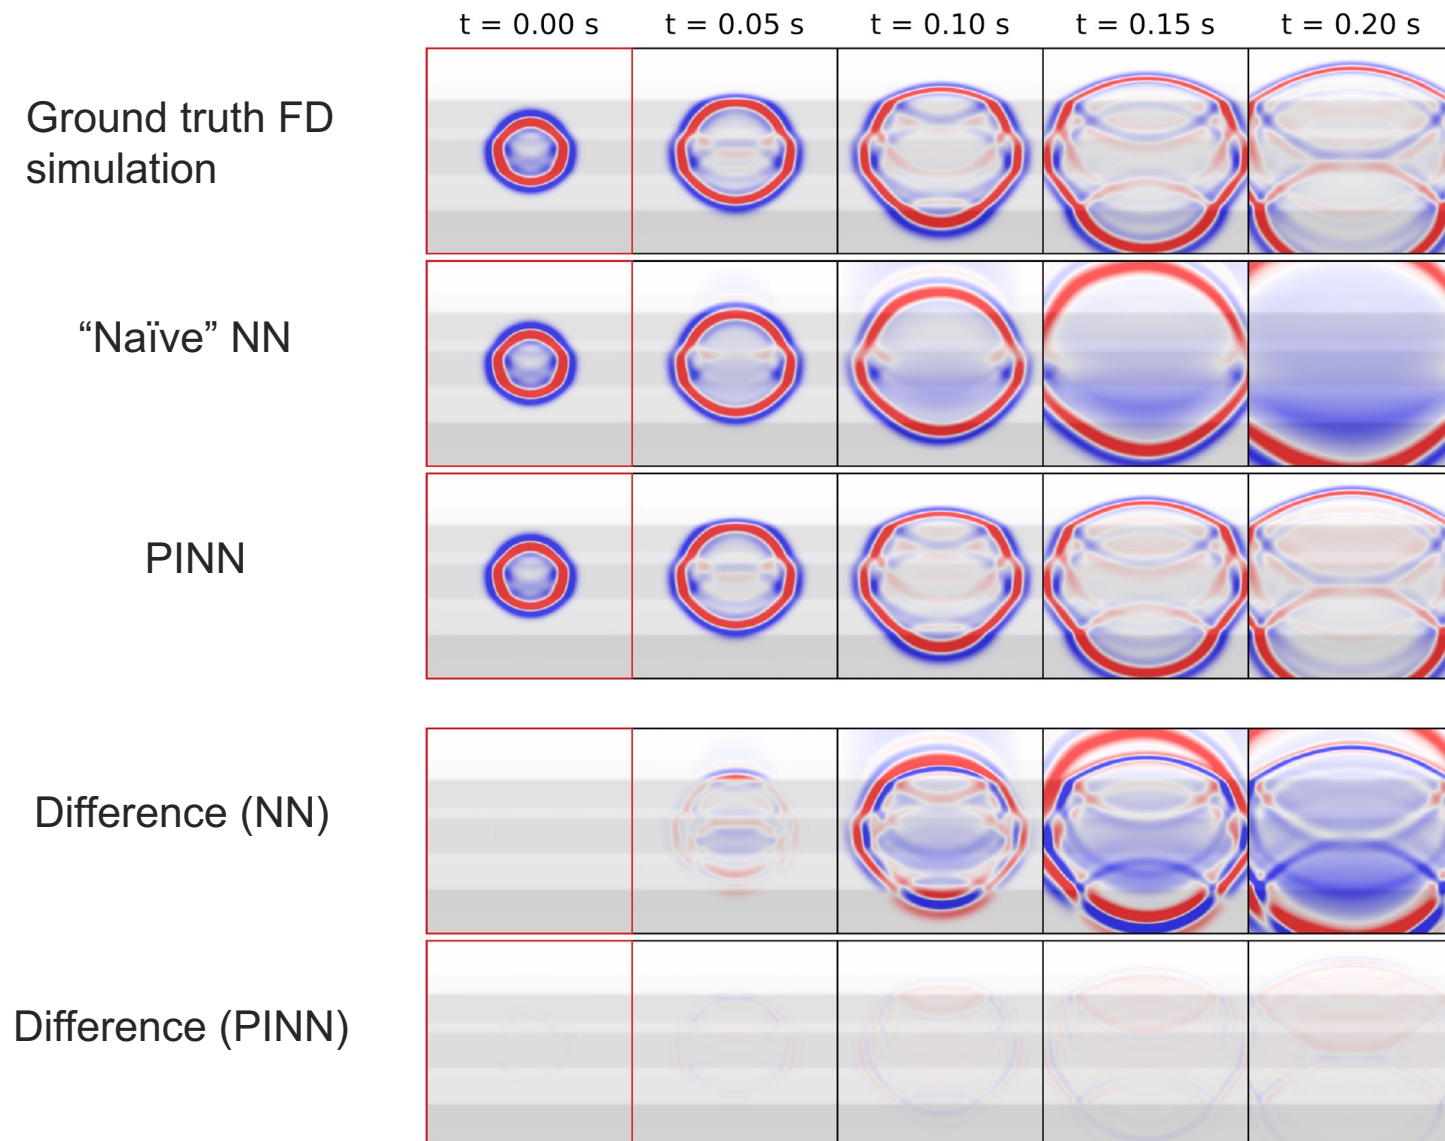 t = 0.00 s t = 0.05 s t = 0.10 s t = 0.15 s t = 0.20 s
Ground truth FD
simulation
“Naïve” NN
PINN
Difference (NN)
Difference (PINN)